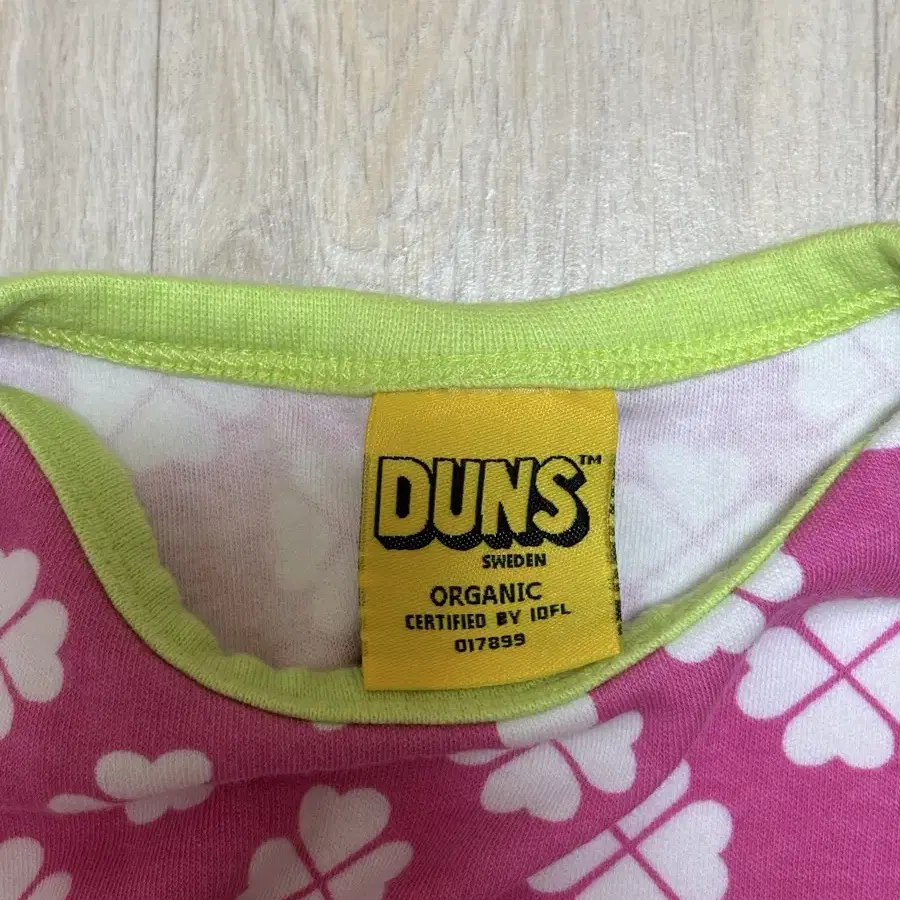 DUNS™
SWEDEN
ORGANIC
CERTIFIED BY IDFL
017899